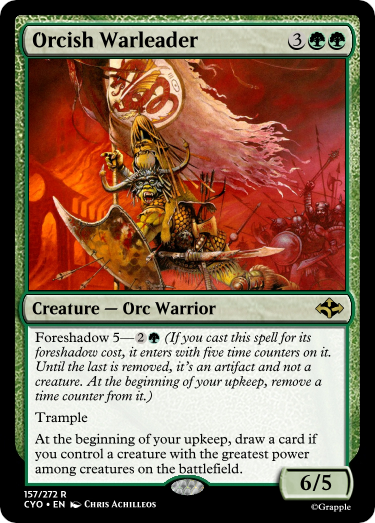 Orcish Warleader 3
Creature — Orc Warrior
Foreshadow 5—2 (If you cast this spell for its
foreshadow cost, it enters with five time counters on it.
Until the last is removed, it's an artifact and not a
creature. At the beginning of your upkeep, remove a
time counter from it.)
Trample
At the beginning of your upkeep, draw a card if
you control a creature with the greatest power
among creatures on the battlefield.
6/5
157/272 R
CYO • EN Chris Achilleos
©Grapple